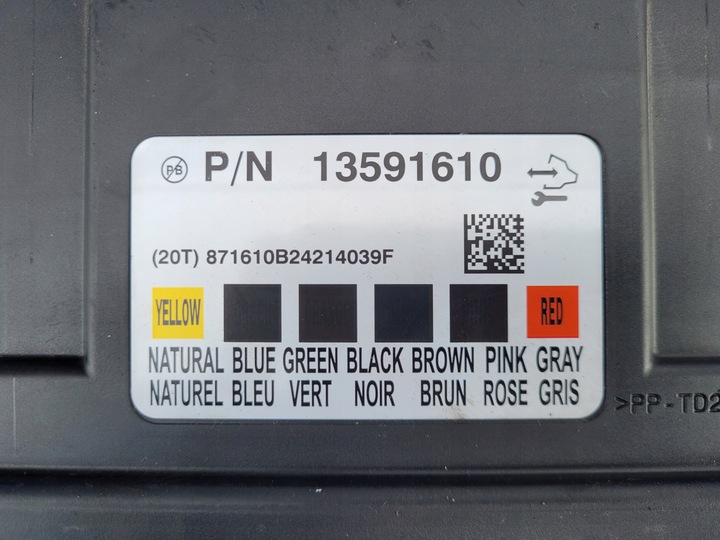 PB P/N 13591610
(20T) 871610B24214039F
YELLOW RED
NATURAL BLUE GREEN BLACK BROWN PINK GRAY
NATUREL BLEU VERT NOIR BRUN ROSE GRIS
>PP-TD2